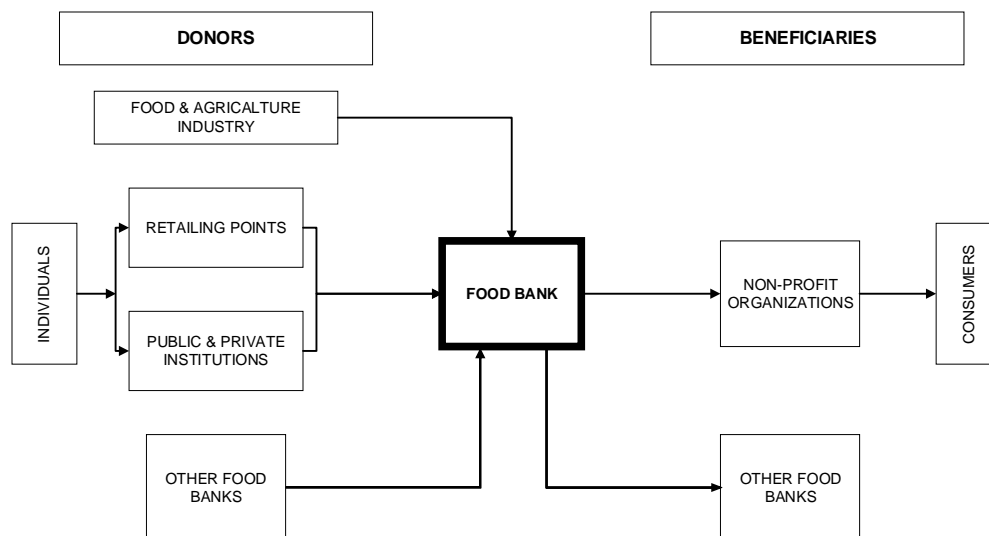 DONORS
BENEFICIARIES
FOOD & AGRICALTURE
INDUSTRY
INDIVIDUALS
RETAILING POINTS
PUBLIC & PRIVATE
INSTITUTIONS
OTHER FOOD
BANKS
FOOD BANK
NON-PROFIT
ORGANIZATIONS
CONSUMERS
OTHER FOOD
BANKS